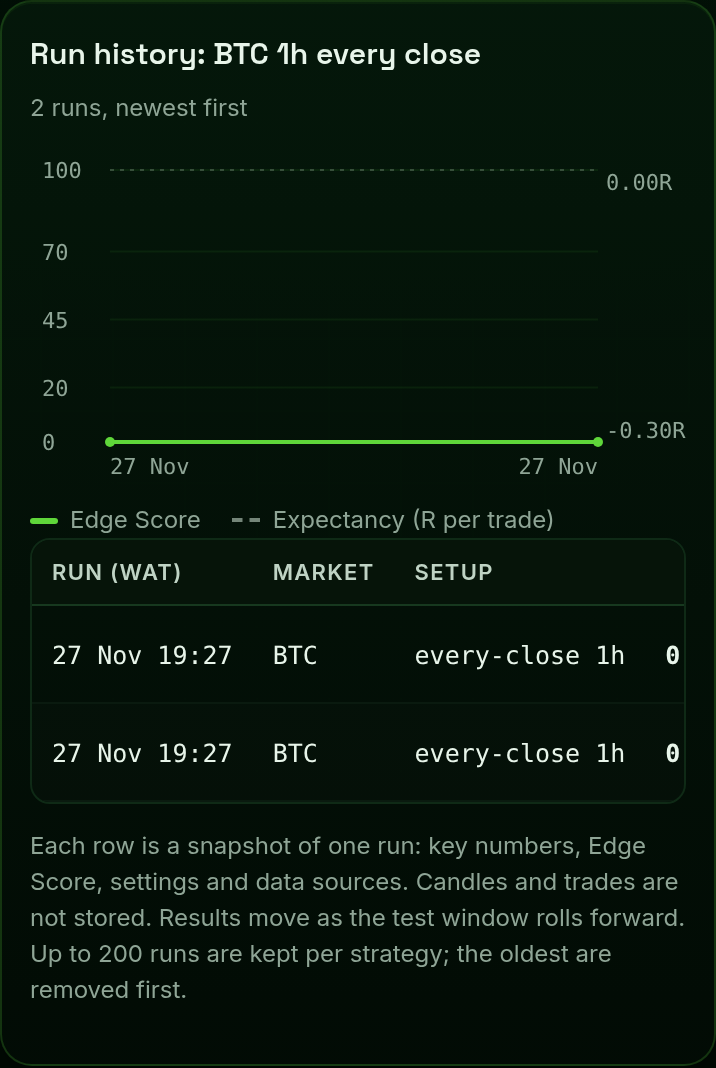 Run history: BTC 1h every close
2 runs, newest first
100
0.00R
70
45
20
0
-0.30R
27 Nov 27 Nov
Edge Score Expectancy (R per trade)
RUN (WAT) MARKET SETUP
27 Nov 19:27 BTC every-close 1h 0
27 Nov 19:27 BTC every-close 1h 0
Each row is a snapshot of one run: key numbers, Edge
Score, settings and data sources. Candles and trades are
not stored. Results move as the test window rolls forward.
Up to 200 runs are kept per strategy; the oldest are
removed first.